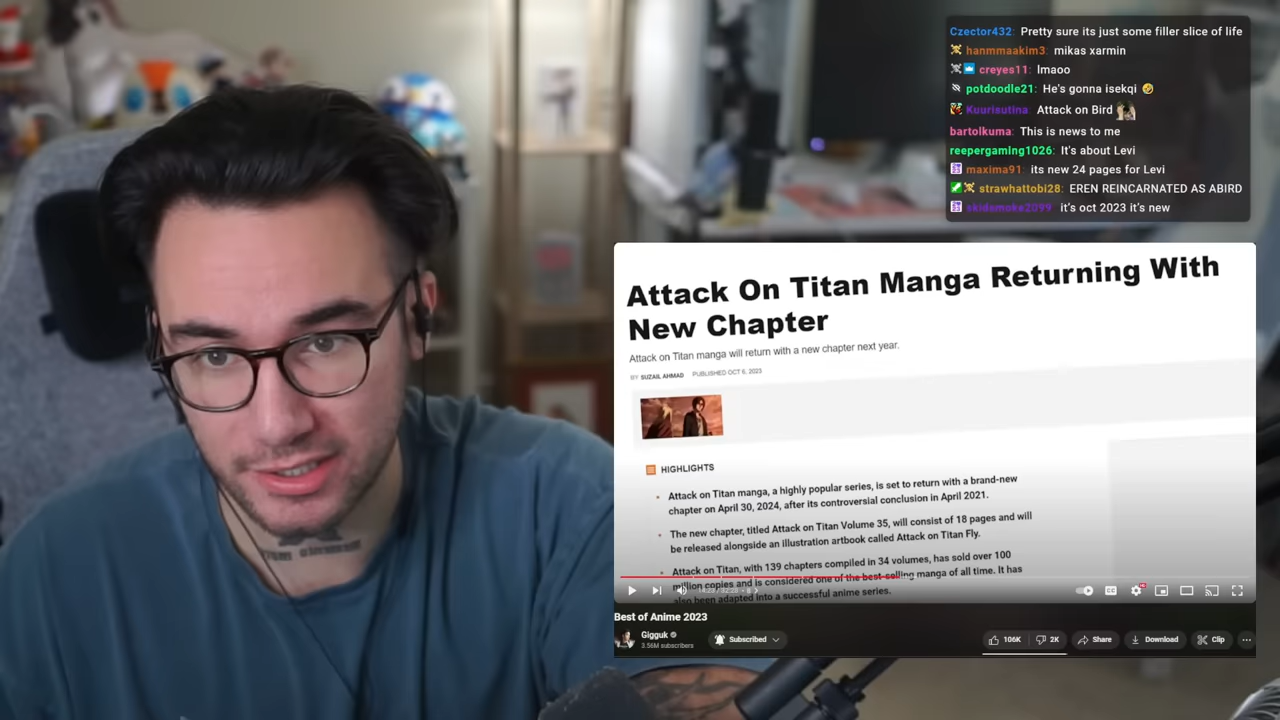 Czector432: Pretty sure its just some filler slice of life
hanmmaakim3: mikas xarmin
creyes11: lmaoo
potdoodle21: He's gonna isekqi
Kuurisutina: Attack on Bird
bartolkuma: This is news to me
reepergaming1026: It's about Levi
maxima91: its new 24 pages for Levi
strawhattobi28: EREN REINCARNATED AS ABIRD
skidsmoke2099 it's oct 2023 it's new
Attack On Titan Manga Returning With
New Chapter
Attack on Titan manga will return with a new chapter next year.
BY SUZAIL AHMAD PUBLISHED OCT 6, 2023
HIGHLIGHTS
Attack on Titan manga, a highly popular series, is set to return with a brand-new
chapter on April 30, 2024, after its controversial conclusion in April 2021.
The new chapter, titled Attack on Titan Volume 35, will consist of 18 pages and will
be released alongside an illustration artbook called Attack on Titan Fly.
Attack on Titan, with 139 chapters compiled in 34 volumes, has sold over 100
million copies and is considered one of the best-selling manga of all time. It has
also been adapted into a successful anime series.
Best of Anime 2023
Gigguk
3.56M subscribers
Subscribed
106K
2K
Share
Download
Clip